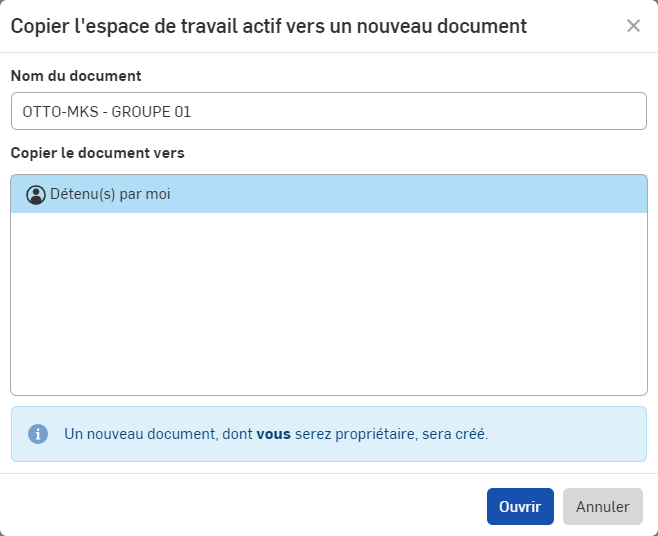 Copier l'espace de travail actif vers un nouveau document
Nom du document
OTTO-MKS - GROUPE 01
Copier le document vers
Détenu(s) par moi
Un nouveau document, dont vous serez propriétaire, sera créé.
Ouvrir Annuler